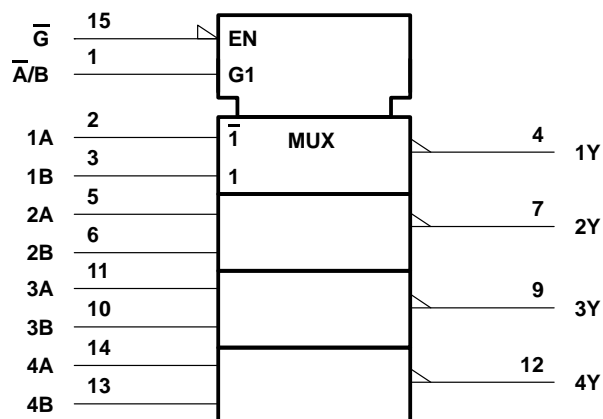 G̅ 15 EN
A̅/B 1 G1
1A 2 1̅ MUX 4 1Y
1B 3 1
2A 5 7 2Y
2B 6
3A 11 9 3Y
3B 10
4A 14 12 4Y
4B 13